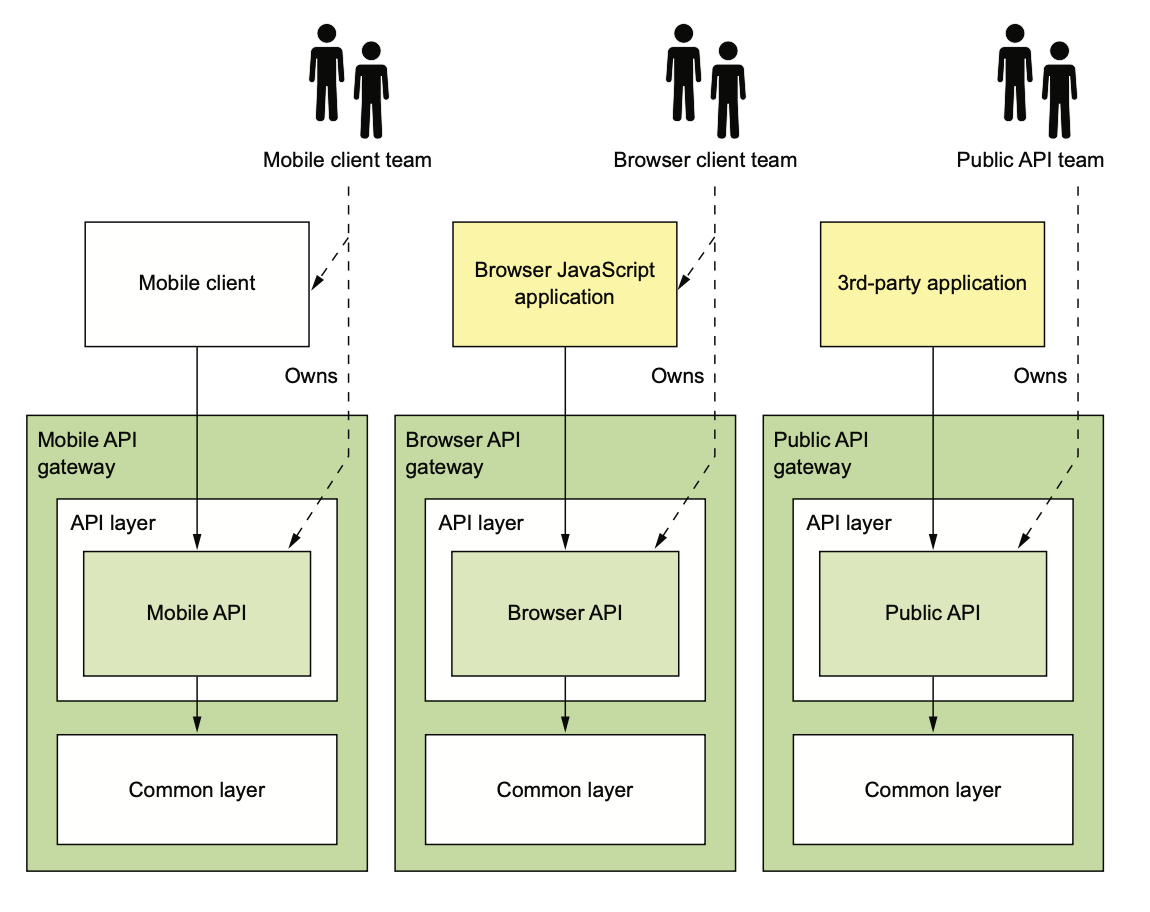 Mobile client team
Browser client team
Public API team
Mobile client
Browser JavaScript
application
3rd-party application
Owns
Owns
Owns
Mobile API
gateway
Browser API
gateway
Public API
gateway
API layer
API layer
API layer
Mobile API
Browser API
Public API
Common layer
Common layer
Common layer